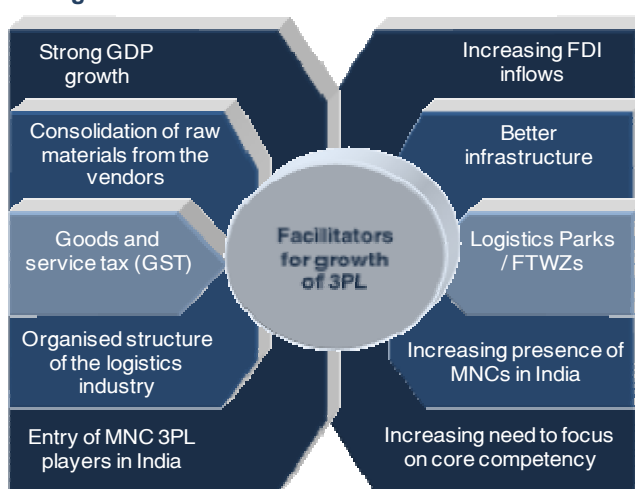 Strong GDP
growth
Consolidation of raw
materials from the
vendors
Goods and
service tax (GST)
Organised structure
of the logistics
industry
Entry of MNC 3PL
players in India
Facilitators
for growth
of 3PL
Increasing FDI
inflows
Better
infrastructure
Logistics Parks
/ FTWZs
Increasing presence of
MNCs in India
Increasing need to focus
on core competency